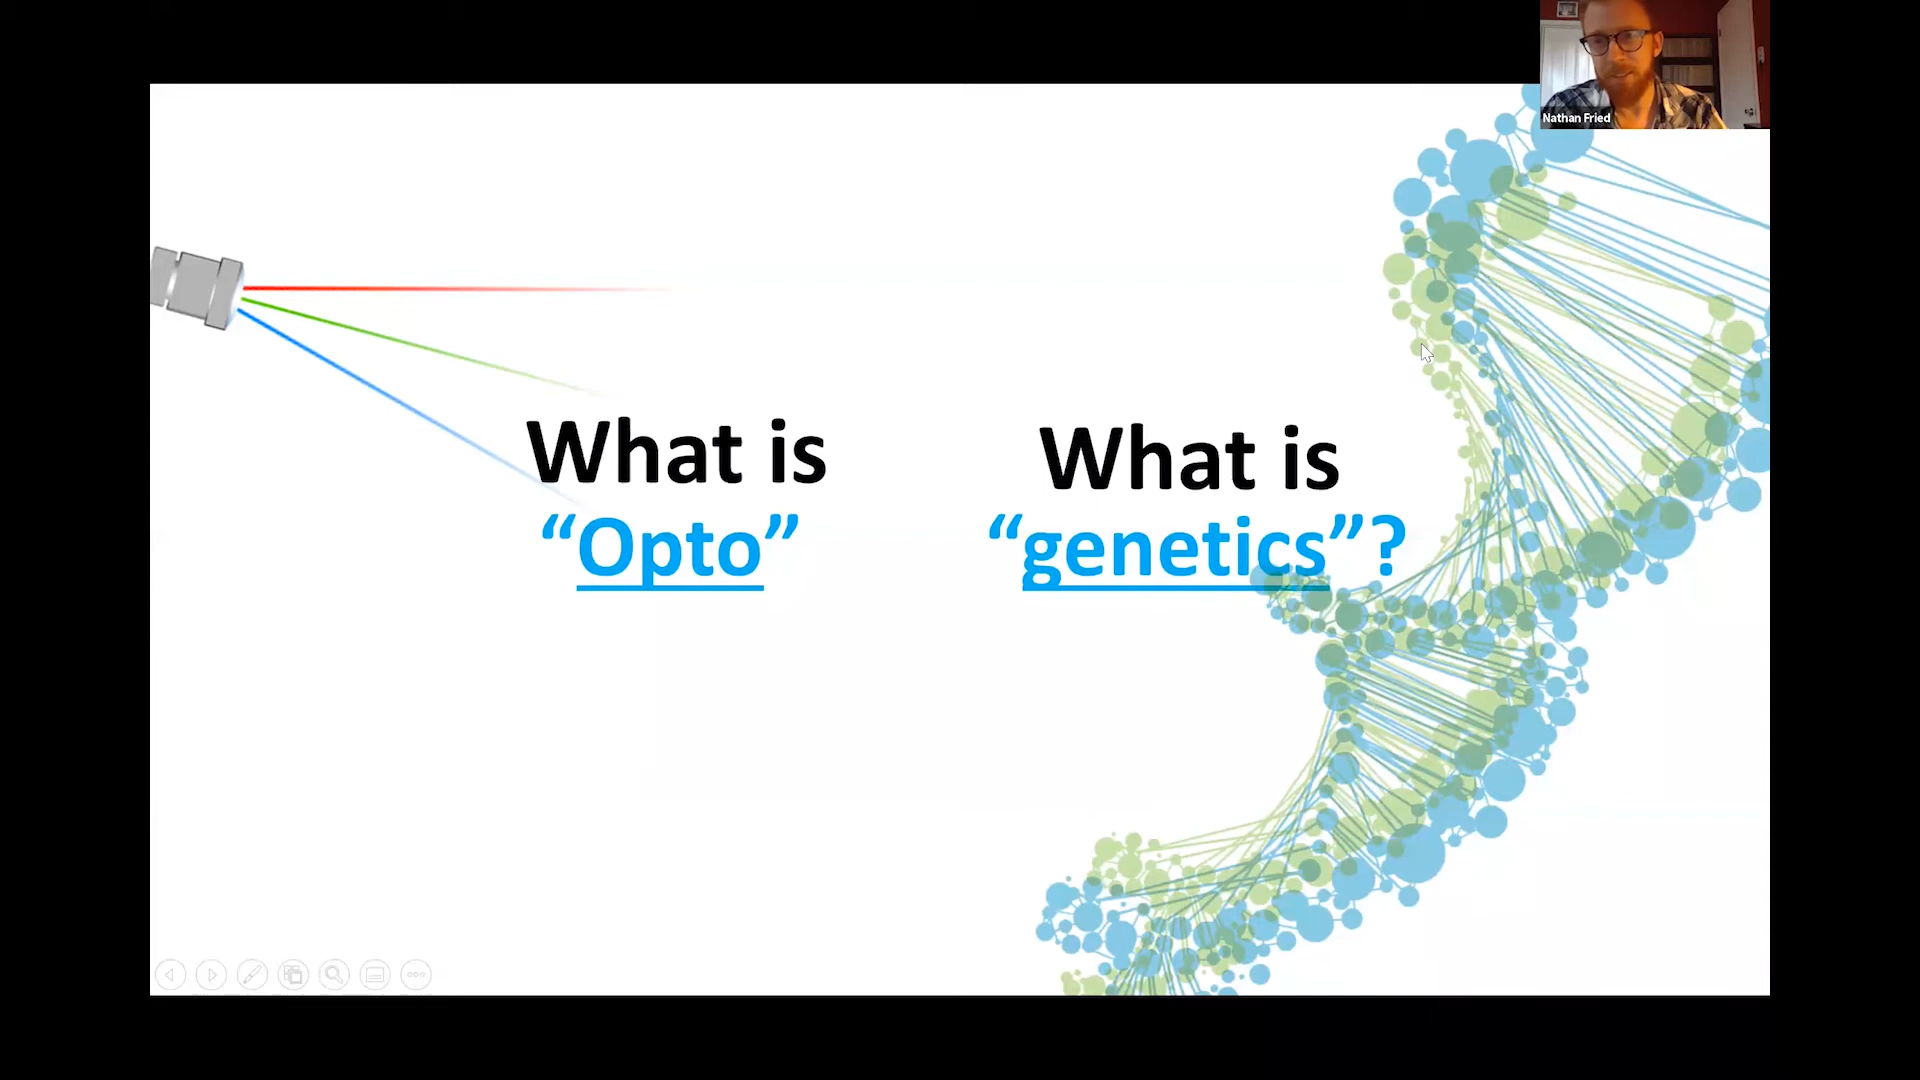 Nathan Fried
What is
“Opto”
What is
“genetics”?